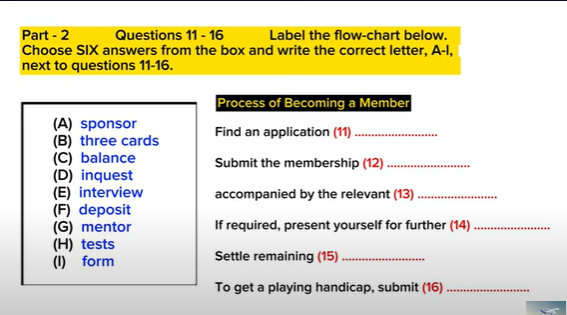 Part - 2 Questions 11 - 16 Label the flow-chart below.
Choose SIX answers from the box and write the correct letter, A-I,
next to questions 11-16.
(A) sponsor
(B) three cards
(C) balance
(D) inquest
(E) interview
(F) deposit
(G) mentor
(H) tests
(I) form
Process of Becoming a Member
Find an application (11) ..........................
Submit the membership (12) ..........................
accompanied by the relevant (13) .........................
If required, present yourself for further (14) ........................
Settle remaining (15) ..........................
To get a playing handicap, submit (16) ..........................